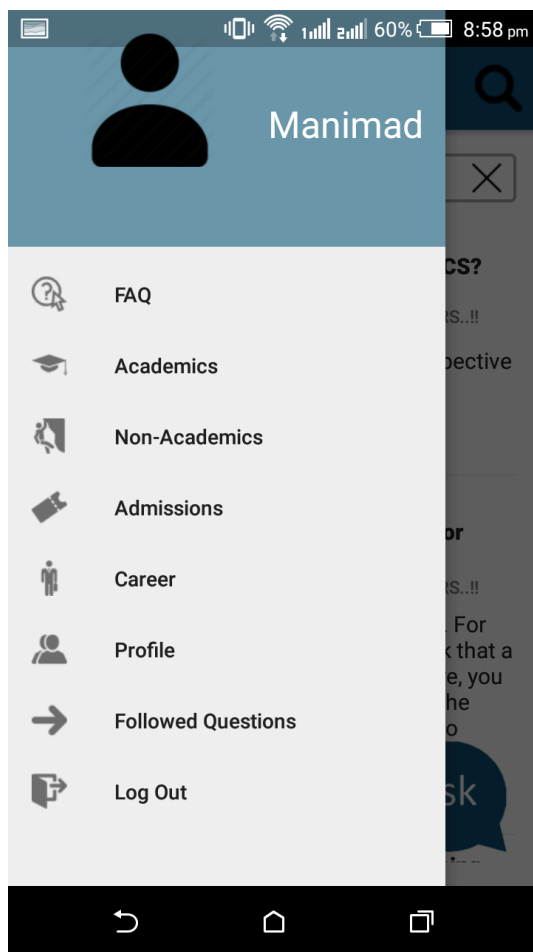 60% 8:58 pm
Manimad
CS?
RS..!!
pective
FAQ
Academics
Non-Academics
Admissions
or
Career
RS..!!
. For
Profile
k that a
e, you
he
Followed Questions
o
Log Out
sk